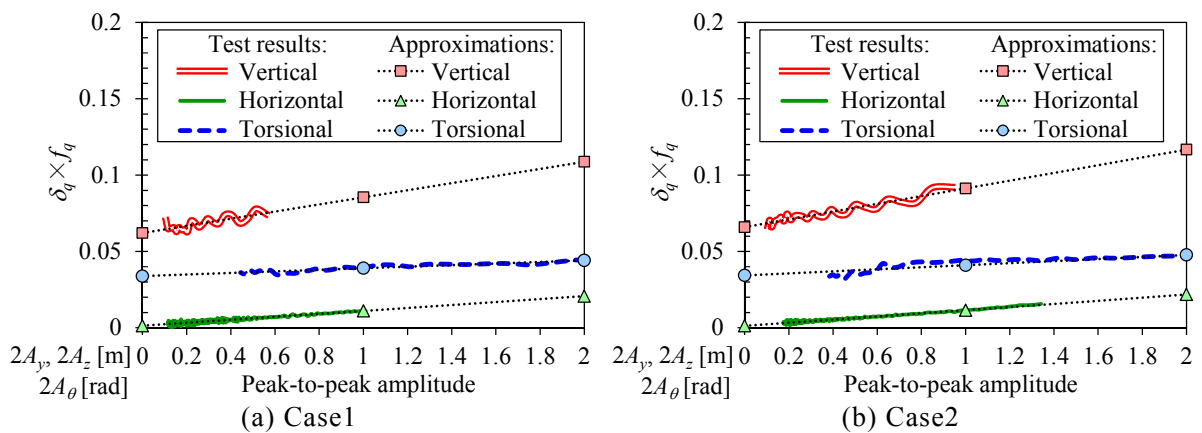 0.2
0.15
0.1
0.05
0
δq×fq
Test results: Approximations:
Vertical Vertical
Horizontal Horizontal
Torsional Torsional
2Ay, 2Az [m] 0 0.2 0.4 0.6 0.8 1 1.2 1.4 1.6 1.8 2
2Aθ [rad] Peak-to-peak amplitude
(a) Case1
0.2
0.15
0.1
0.05
0
δq×fq
Test results: Approximations:
Vertical Vertical
Horizontal Horizontal
Torsional Torsional
2Ay, 2Az [m] 0 0.2 0.4 0.6 0.8 1 1.2 1.4 1.6 1.8 2
2Aθ [rad] Peak-to-peak amplitude
(b) Case2